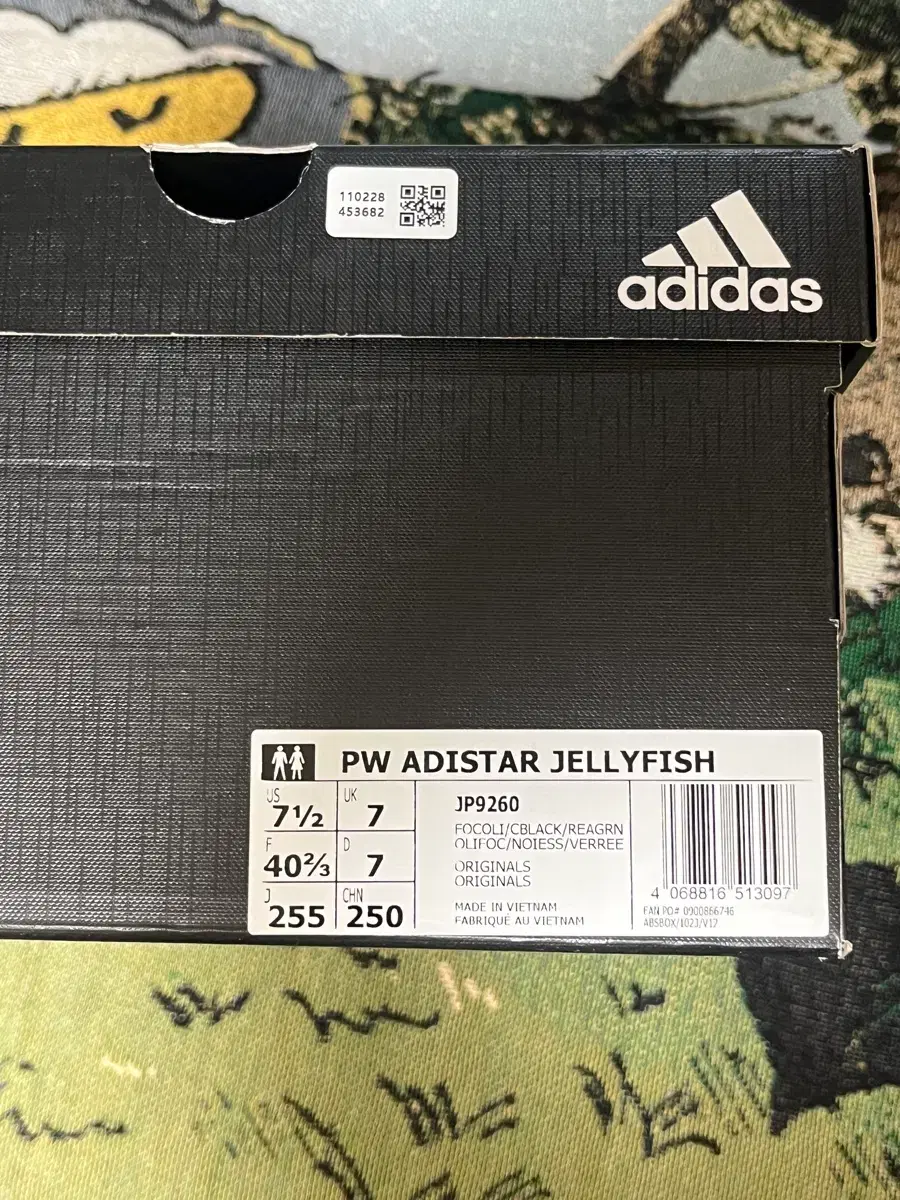 110228
453682
adidas
PW ADISTAR JELLYFISH
US
7½
UK
7
F
40⅔
D
7
J
255
CHN
250
JP9260
FOCOLI/CBLACK/REAGRN
OLIFOC/NOIESS/VERREE
ORIGINALS
ORIGINALS
MADE IN VIETNAM
FABRIQUÉ AU VIETNAM
4 068816 513097
FAN PO# 0900866746
ABSBOX/1023/V12